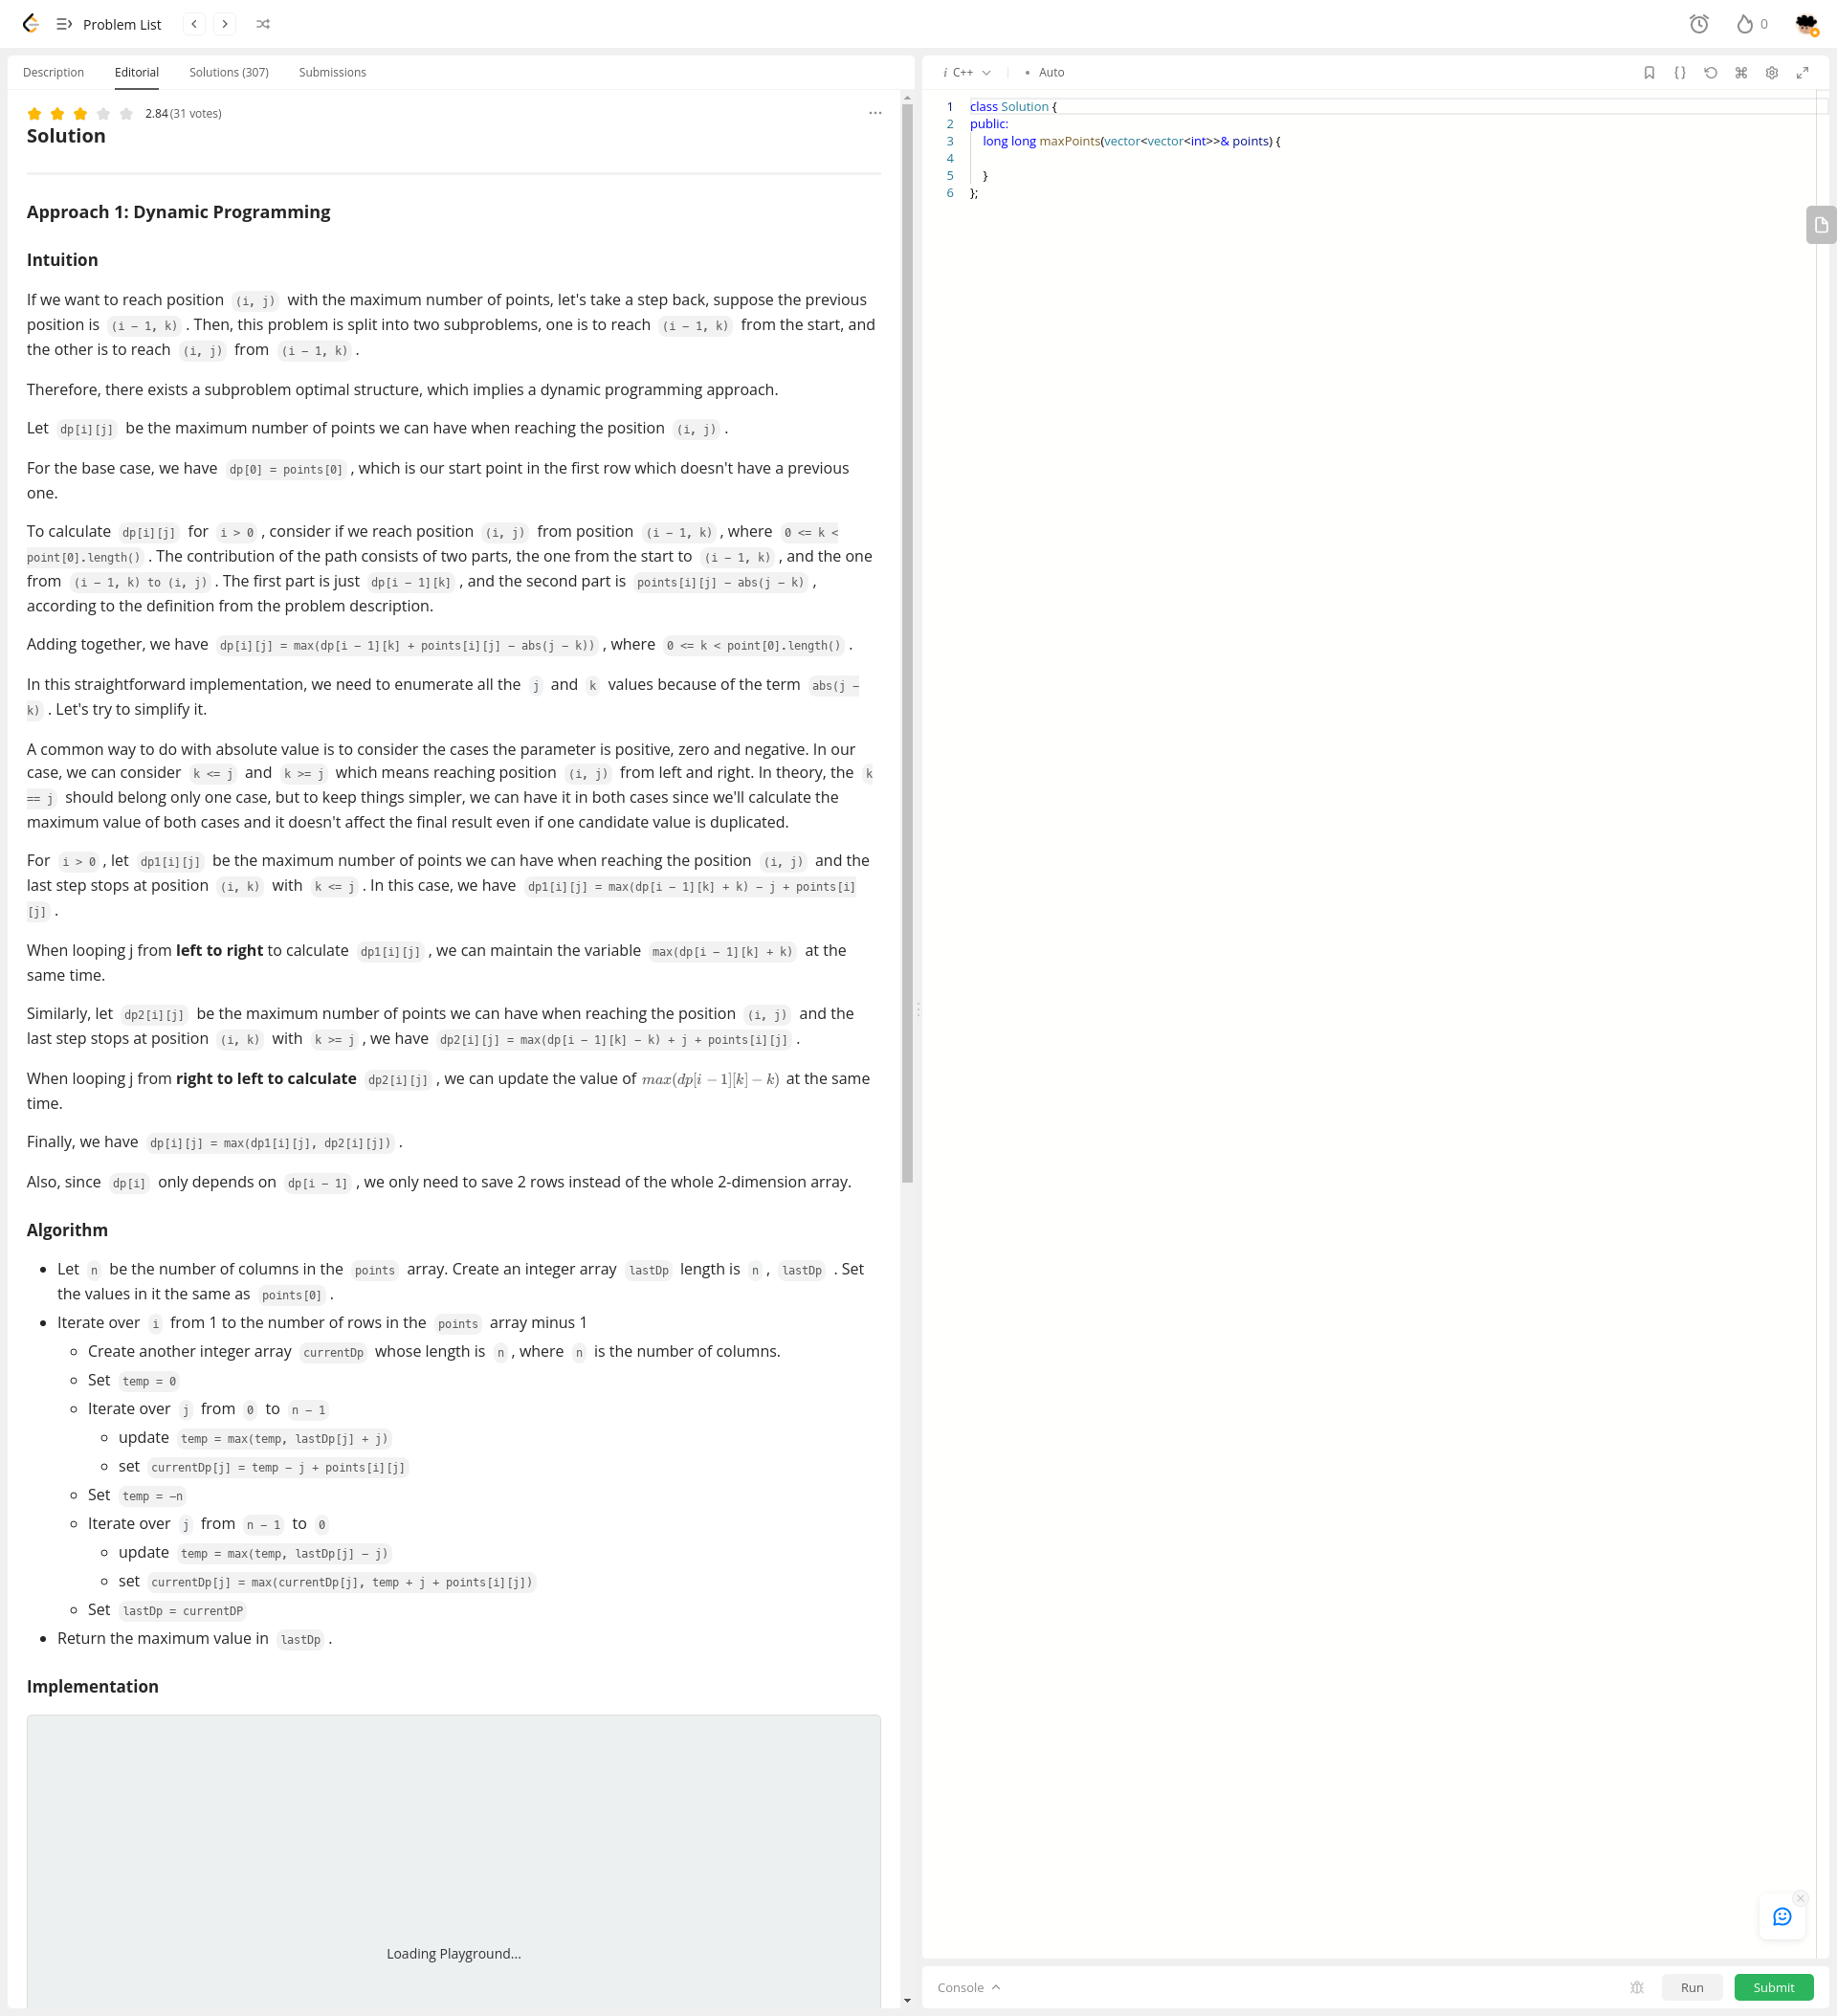 Problem List
0
Description
Editorial
Solutions (307)
Submissions
2.84 (31 votes)
Solution
Approach 1: Dynamic Programming
Intuition
If we want to reach position (i, j) with the maximum number of points, let's take a step back, suppose the previous
position is (i − 1, k) . Then, this problem is split into two subproblems, one is to reach (i − 1, k) from the start, and
the other is to reach (i, j) from (i − 1, k) .
Therefore, there exists a subproblem optimal structure, which implies a dynamic programming approach.
Let dp[i][j] be the maximum number of points we can have when reaching the position (i, j) .
For the base case, we have dp[0] = points[0] , which is our start point in the first row which doesn't have a previous
one.
To calculate dp[i][j] for i > 0 , consider if we reach position (i, j) from position (i − 1, k) , where 0 <= k <
point[0].length() . The contribution of the path consists of two parts, the one from the start to (i − 1, k) , and the one
from (i − 1, k) to (i, j) . The first part is just dp[i − 1][k] , and the second part is points[i][j] − abs(j − k) ,
according to the definition from the problem description.
Adding together, we have dp[i][j] = max(dp[i − 1][k] + points[i][j] − abs(j − k)) , where 0 <= k < point[0].length() .
In this straightforward implementation, we need to enumerate all the j and k values because of the term abs(j −
k) . Let's try to simplify it.
A common way to do with absolute value is to consider the cases the parameter is positive, zero and negative. In our
case, we can consider k <= j and k >= j which means reaching position (i, j) from left and right. In theory, the k
== j should belong only one case, but to keep things simpler, we can have it in both cases since we'll calculate the
maximum value of both cases and it doesn't affect the final result even if one candidate value is duplicated.
For i > 0 , let dp1[i][j] be the maximum number of points we can have when reaching the position (i, j) and the
last step stops at position (i, k) with k <= j . In this case, we have dp1[i][j] = max(dp[i − 1][k] + k) − j + points[i]
[j] .
When looping j from left to right to calculate dp1[i][j] , we can maintain the variable max(dp[i − 1][k] + k) at the
same time.
Similarly, let dp2[i][j] be the maximum number of points we can have when reaching the position (i, j) and the
last step stops at position (i, k) with k >= j , we have dp2[i][j] = max(dp[i − 1][k] − k) + j + points[i][j] .
When looping j from right to left to calculate dp2[i][j] , we can update the value of max(dp[i − 1][k] − k) at the same
time.
Finally, we have dp[i][j] = max(dp1[i][j], dp2[i][j]) .
Also, since dp[i] only depends on dp[i − 1] , we only need to save 2 rows instead of the whole 2-dimension array.
Algorithm
• Let n be the number of columns in the points array. Create an integer array lastDp length is n , lastDp . Set
the values in it the same as points[0] .
• Iterate over i from 1 to the number of rows in the points array minus 1
◦ Create another integer array currentDp whose length is n , where n is the number of columns.
◦ Set temp = 0
◦ Iterate over j from 0 to n − 1
◦ update temp = max(temp, lastDp[j] + j)
◦ set currentDp[j] = temp − j + points[i][j]
◦ Set temp = −n
◦ Iterate over j from n − 1 to 0
◦ update temp = max(temp, lastDp[j] − j)
◦ set currentDp[j] = max(currentDp[j], temp + j + points[i][j])
◦ Set lastDp = currentDP
• Return the maximum value in lastDp .
Implementation
Loading Playground...
i C++
• Auto
1 class Solution {
2 public:
3 long long maxPoints(vector<vector<int>>& points) {
4
5 }
6 };
Console
Run
Submit